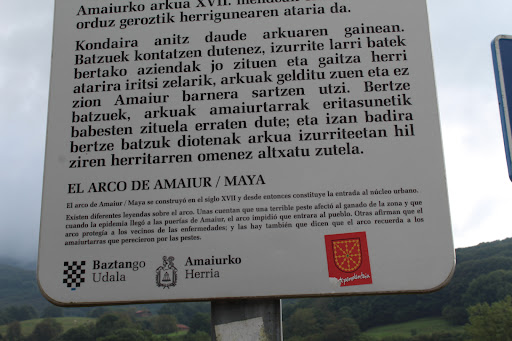 Amaiurko arkua XVII. mendean
orduz geroztik herrigunearen ataria da.
Kondaira anitz daude arkuaren gainean.
Batzuek kontatzen dutenez, izurrite larri batek
bertako aziendak jo zituen eta gaitza herri
atarira iritsi zelarik, arkuak gelditu zuen eta ez
zion Amaiur barnera sartzen utzi. Bertze
batzuek, arkuak amaiurtarrak eritasunetik
babesten zituela erraten dute; eta izan badira
bertze batzuk diotenak arkua izurriteetan hil
ziren herritarren omenez altxatu zutela.
EL ARCO DE AMAIUR / MAYA
El arco de Amaiur / Maya se construyó en el siglo XVII y desde entonces constituye la entrada al núcleo urbano.
Existen diferentes leyendas sobre el arco. Unas cuentan que una terrible peste afectó al ganado de la zona y que
cuando la epidemia llegó a las puertas de Amaiur, el arco impidió que entrara al pueblo. Otras afirman que el
arco protegía a los vecinos de las enfermedades; y las hay también que dicen que el arco recuerda a los
amaiurtarras que perecieron por las pestes.
Baztango
Udala
Amaiurko
Herria